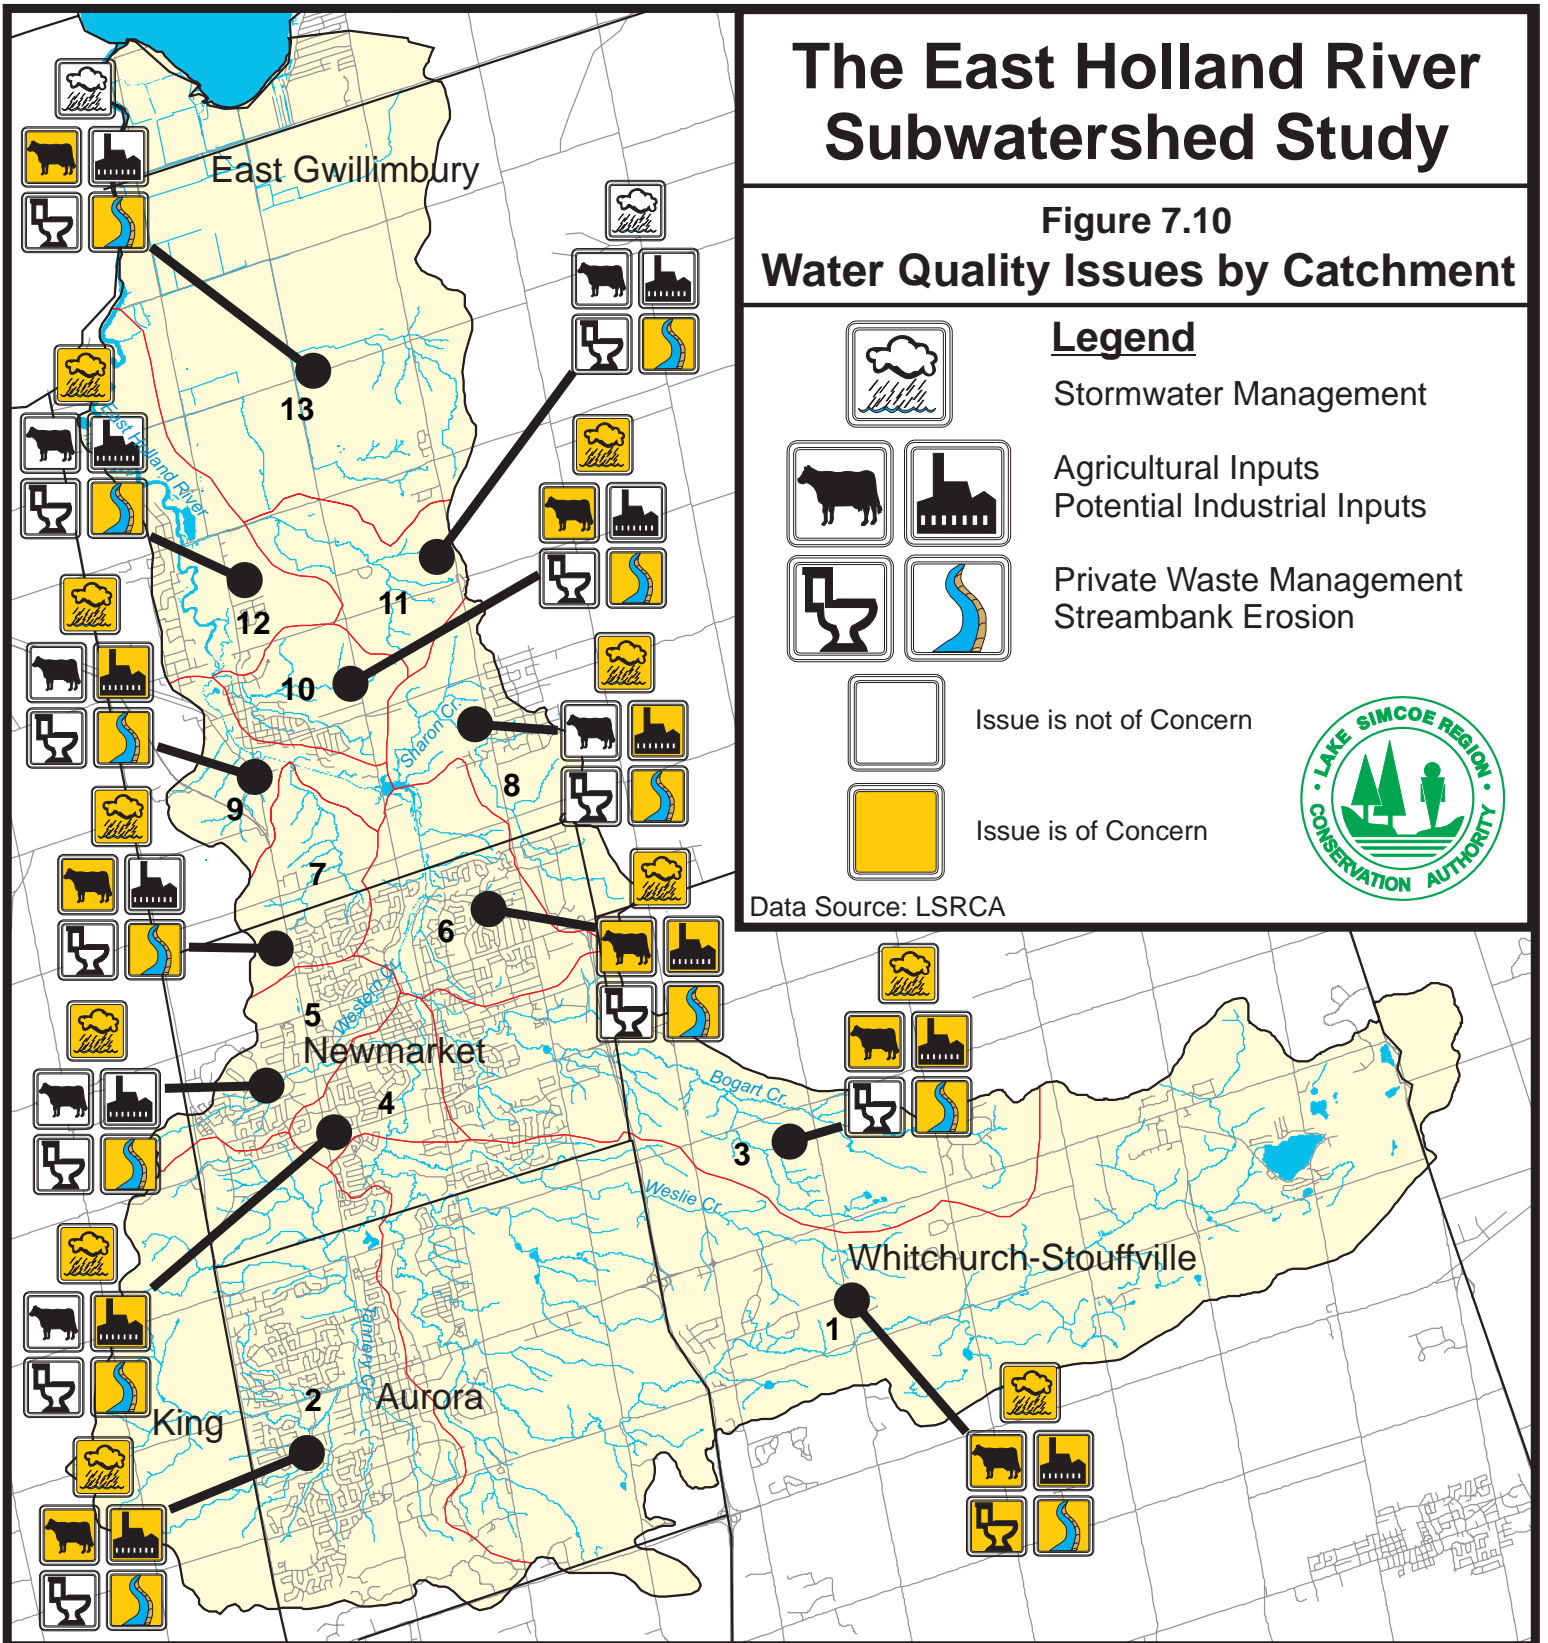 The East Holland River
Subwatershed Study
Figure 7.10
Water Quality Issues by Catchment
Legend
Stormwater Management
Agricultural Inputs
Potential Industrial Inputs
Private Waste Management
Streambank Erosion
Issue is not of Concern
Issue is of Concern
LAKE SIMCOE REGION
CONSERVATION AUTHORITY
Data Source: LSRCA
East Gwillimbury
13
East Holland River
12
11
10
Sharon Cr.
9
8
7
6
5
Western Cr.
Newmarket
4
Bogart Cr.
3
Weslie Cr.
Whitchurch-Stouffville
1
Tannery Cr.
2
Aurora
King